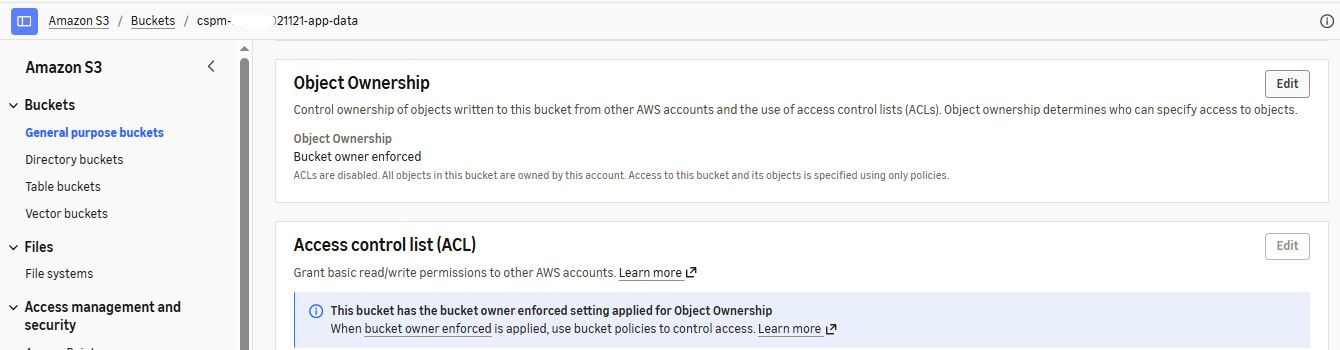 Amazon S3 / Buckets / cspm- 021121-app-data
Amazon S3
Buckets
General purpose buckets
Directory buckets
Table buckets
Vector buckets
Files
File systems
Access management and
security
Object Ownership
Edit
Control ownership of objects written to this bucket from other AWS accounts and the use of access control lists (ACLs). Object ownership determines who can specify access to objects.
Object Ownership
Bucket owner enforced
ACLs are disabled. All objects in this bucket are owned by this account. Access to this bucket and its objects is specified using only policies.
Access control list (ACL)
Edit
Grant basic read/write permissions to other AWS accounts. Learn more
This bucket has the bucket owner enforced setting applied for Object Ownership
When bucket owner enforced is applied, use bucket policies to control access. Learn more